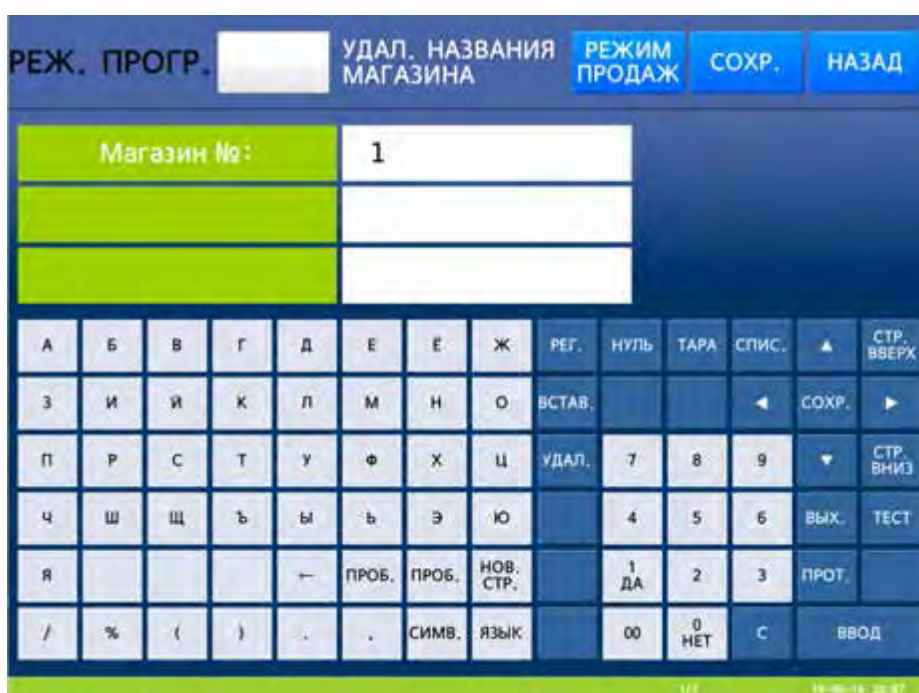 РЕЖ. ПРОГР.
УДАЛ. НАЗВАНИЯ
МАГАЗИНА
РЕЖИМ
ПРОДАЖ
СОХР.
НАЗАД
Магазин №: 1
А Б В Г Д Е Ё Ж РЕГ. НУЛЬ ТАРА СПИС. ▲ СТР. ВВЕРХ
З И Й К Л М Н О ВСТАВ. ◀ СОХР. ▶
П Р С Т У Ф Х Ц УДАЛ. 7 8 9 ▼ СТР. ВНИЗ
Ч Ш Щ Ъ Ы Ь Э Ю 4 5 6 ВЫХ. ТЕСТ
Я ← ПРОБ. ПРОБ. НОВ. СТР. 1 ДА 2 3 ПРОТ.
/ % ( ) . . СИМВ. ЯЗЫК 00 0 НЕТ С ВВОД
1/1